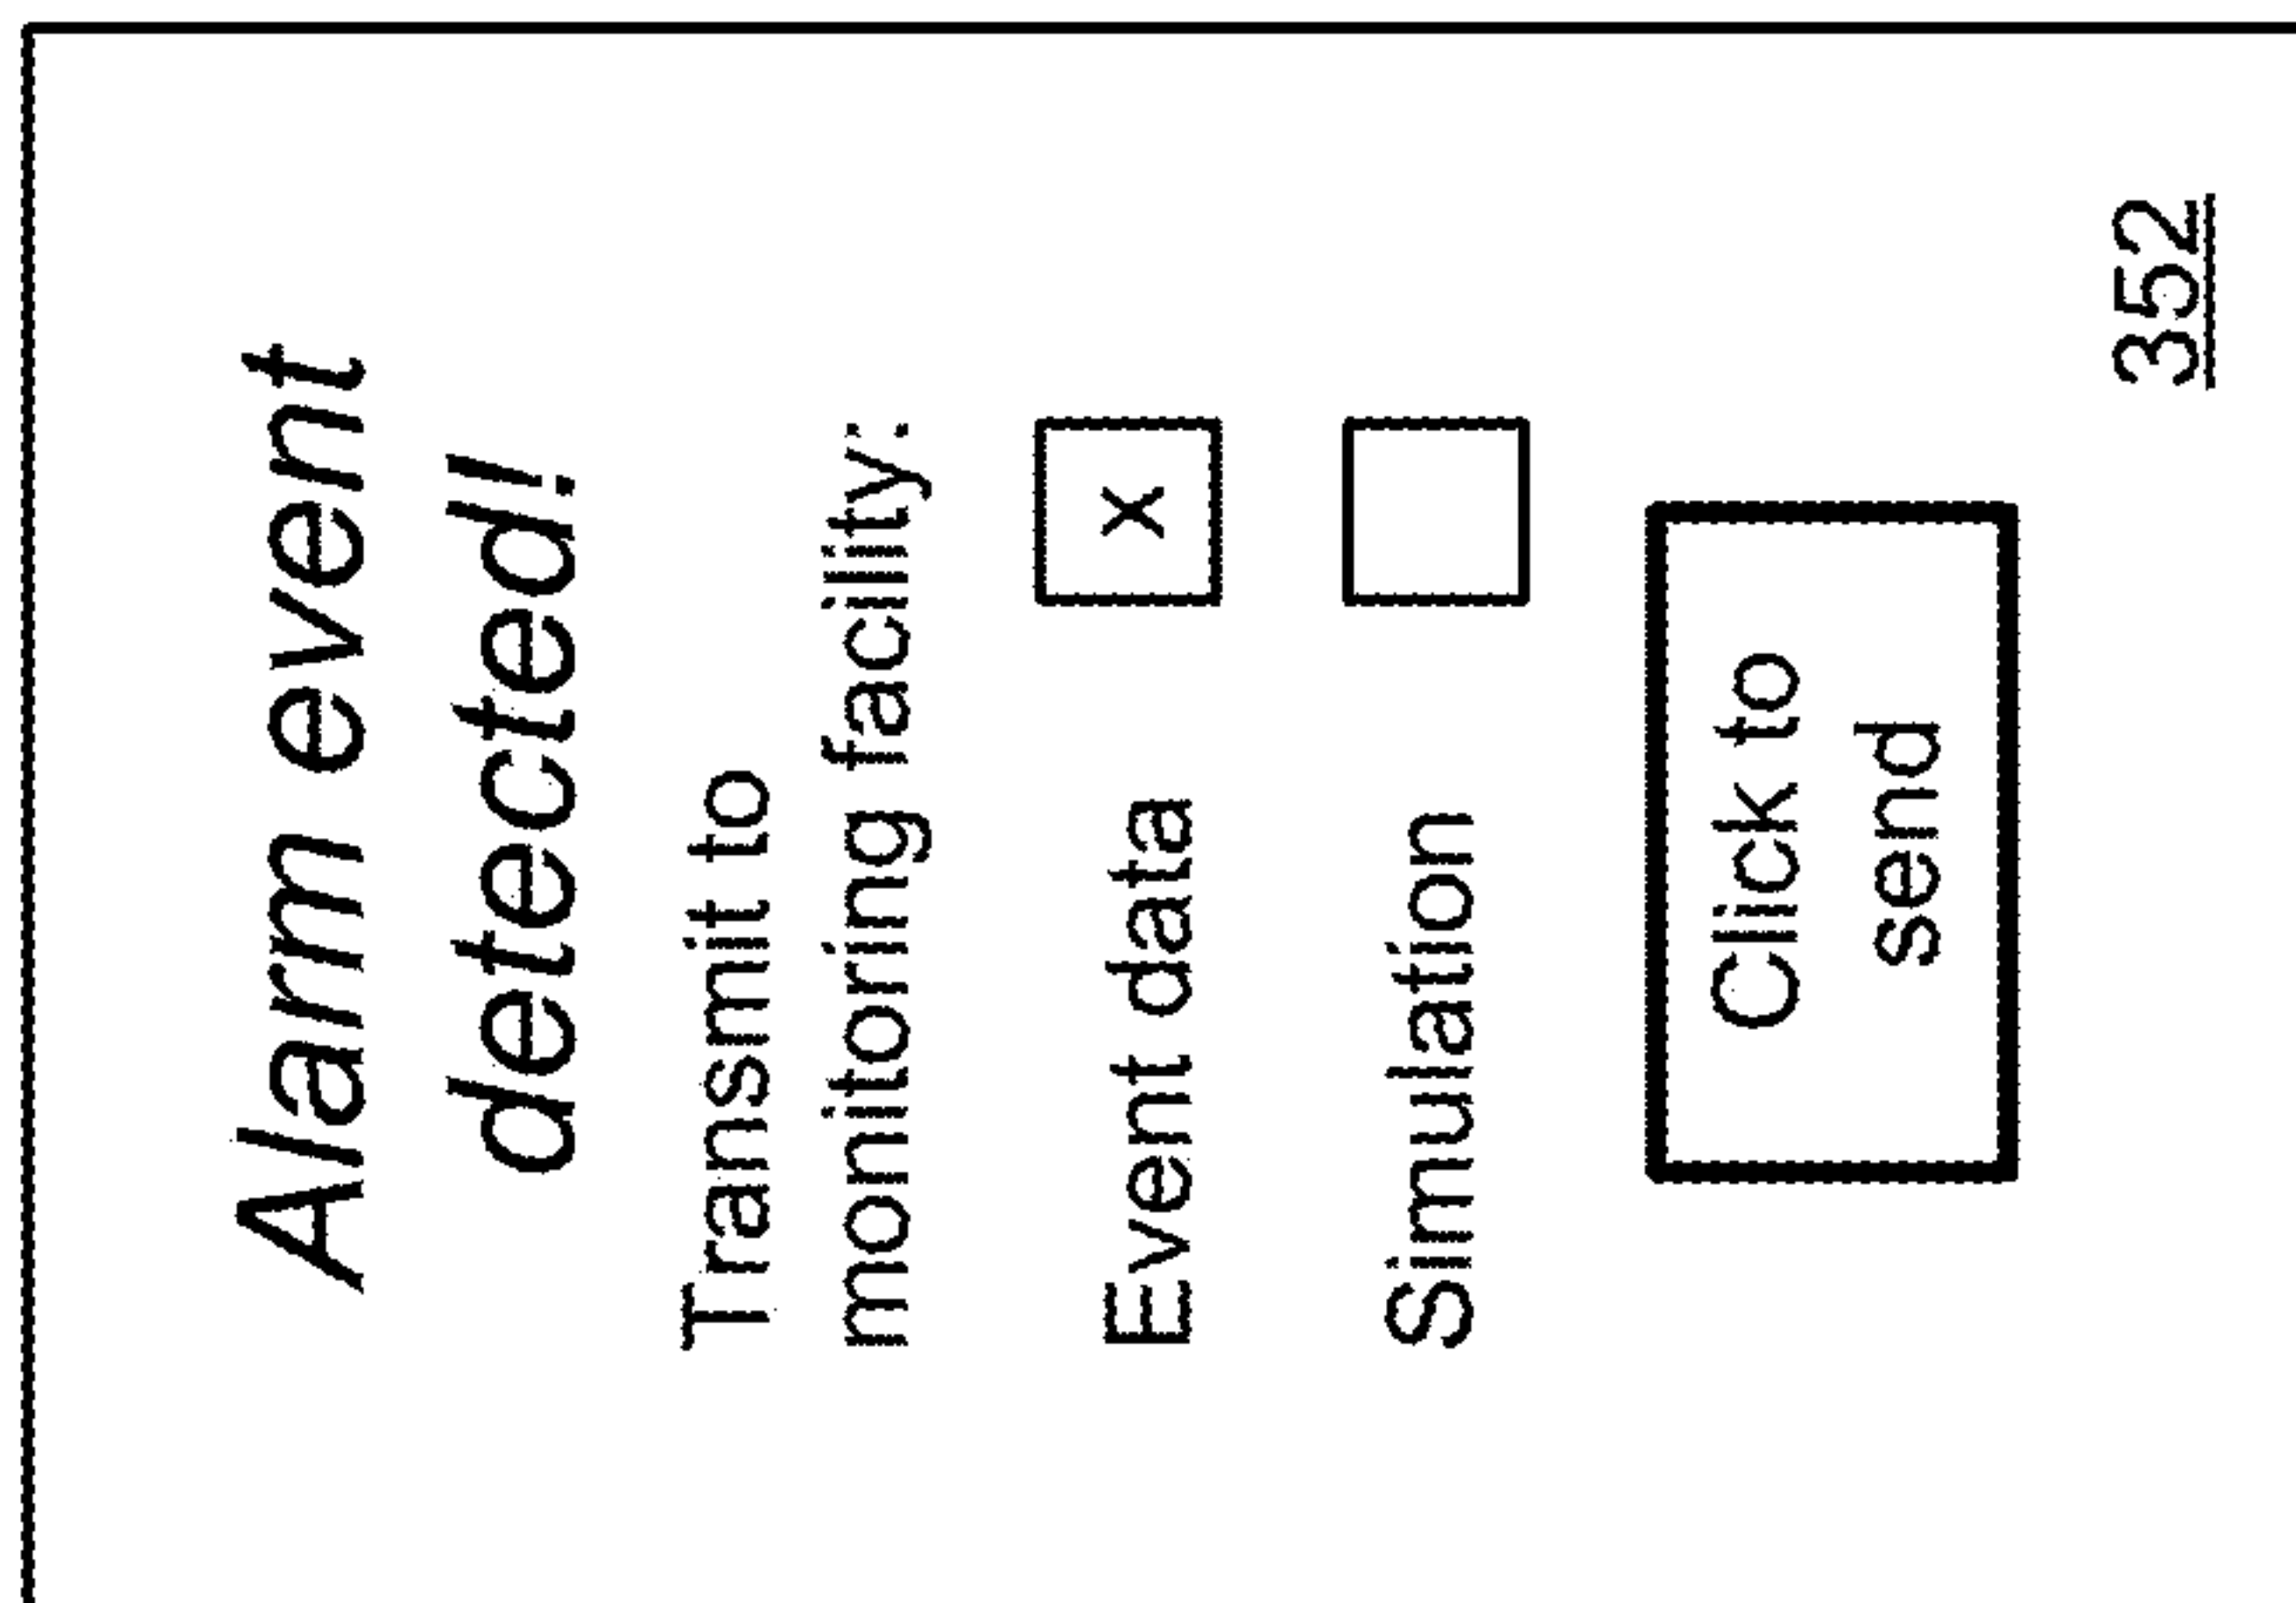 Alarm event
detected!
Transmit to
monitoring facility:
Event data x
Simulation
Click to
send
352